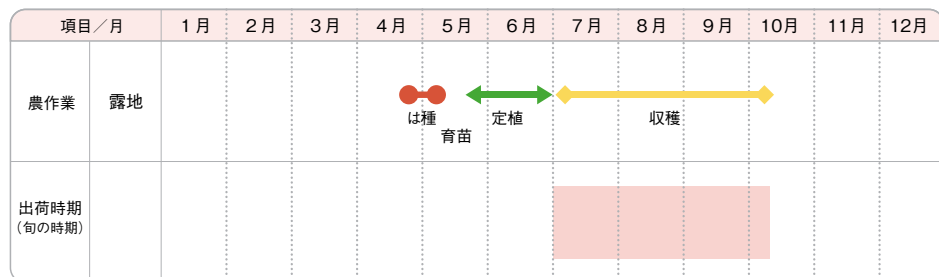 項目／月 1月 2月 3月 4月 5月 6月 7月 8月 9月 10月 11月 12月
農作業 露地
は種 定植 収穫
育苗
出荷時期
（旬の時期）